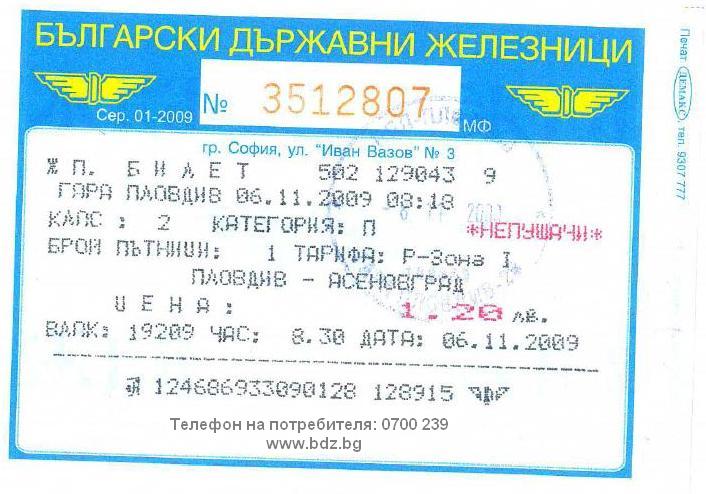 БЪЛГАРСКИ ДЪРЖАВНИ ЖЕЛЕЗНИЦИ
№ 3512807
Сер. 01-2009
МФ
гр. София, ул. "Иван Вазов" № 3
Ж П. БИЛЕТ 502 129043 9
ГАРА ПЛОВДИВ 06.11.2009 08:18
КЛАС : 2 КАТЕГОРИЯ: П *НЕПУШАЧИ*
БРОЙ ПЪТНИЦИ: 1 ТАРИФА: Р-Зона I
ПЛОВДИВ - АСЕНОВГРАД
ЦЕНА: 1.20 лв.
ВЛАК: 19209 ЧАС: 8.30 ДАТА: 06.11.2009
124686933090128 128915
Телефон на потребителя: 0700 239
www.bdz.bg
Печат ДЕМАКС, тел. 9307 777